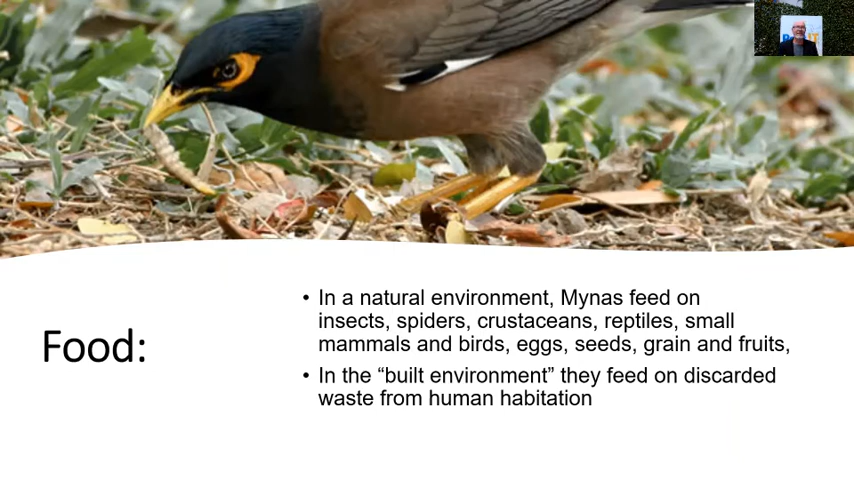 Food:
• In a natural environment, Mynas feed on
insects, spiders, crustaceans, reptiles, small
mammals and birds, eggs, seeds, grain and fruits,
• In the “built environment” they feed on discarded
waste from human habitation